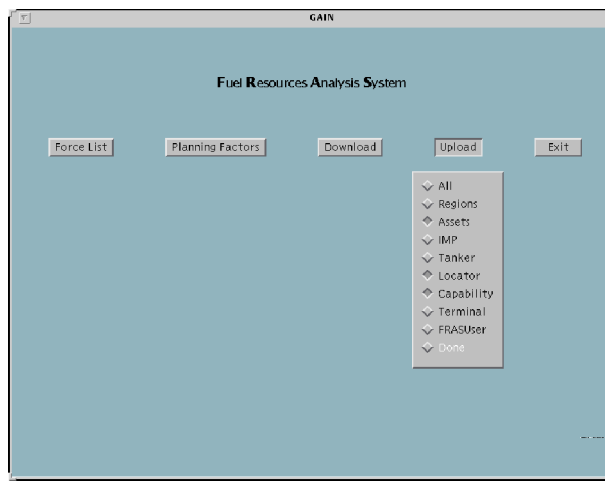 GAIN
Fuel Resources Analysis System
Force List Planning Factors Download Upload Exit
All
Regions
Assets
IMP
Tanker
Locator
Capability
Terminal
FRASUser
Done